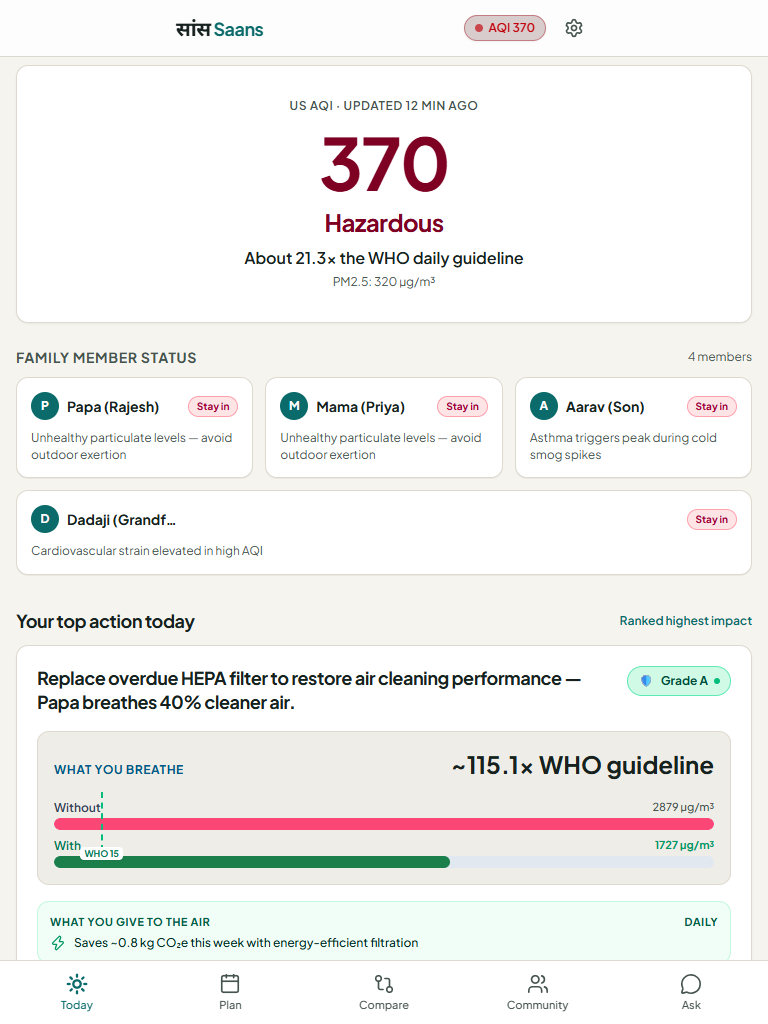 सांस Saans
AQI 370
US AQI · UPDATED 12 MIN AGO
370
Hazardous
About 21.3× the WHO daily guideline
PM2.5: 320 µg/m³
FAMILY MEMBER STATUS
4 members
P Papa (Rajesh) Stay in
Unhealthy particulate levels — avoid
outdoor exertion
M Mama (Priya) Stay in
Unhealthy particulate levels — avoid
outdoor exertion
A Aarav (Son) Stay in
Asthma triggers peak during cold
smog spikes
D Dadaji (Grandf... Stay in
Cardiovascular strain elevated in high AQI
Your top action today
Ranked highest impact
Replace overdue HEPA filter to restore air cleaning performance —
Papa breathes 40% cleaner air.
Grade A
WHAT YOU BREATHE
~115.1× WHO guideline
Without 2879 µg/m³
With 1727 µg/m³
WHO 15
WHAT YOU GIVE TO THE AIR DAILY
Saves ~0.8 kg CO₂e this week with energy-efficient filtration
Today
Plan
Compare
Community
Ask